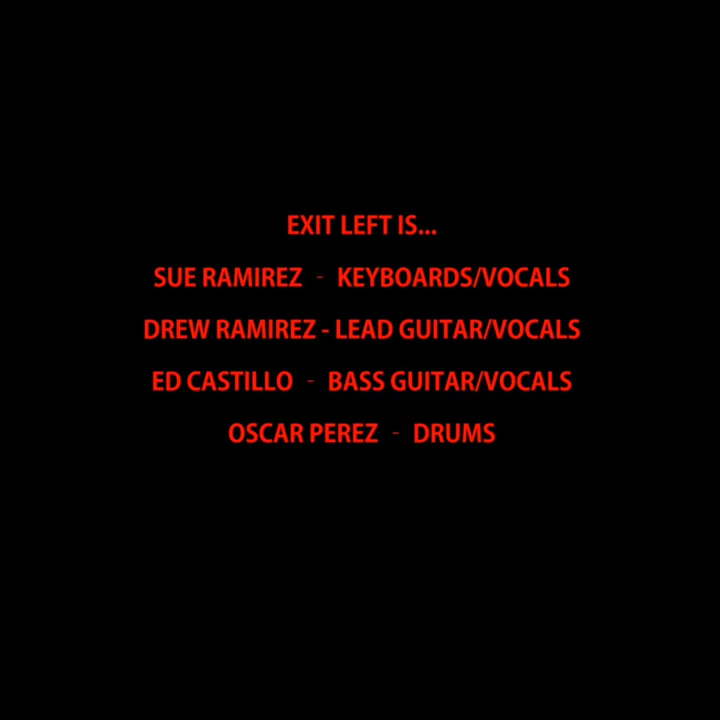 EXIT LEFT IS...
SUE RAMIREZ - KEYBOARDS/VOCALS
DREW RAMIREZ - LEAD GUITAR/VOCALS
ED CASTILLO - BASS GUITAR/VOCALS
OSCAR PEREZ - DRUMS